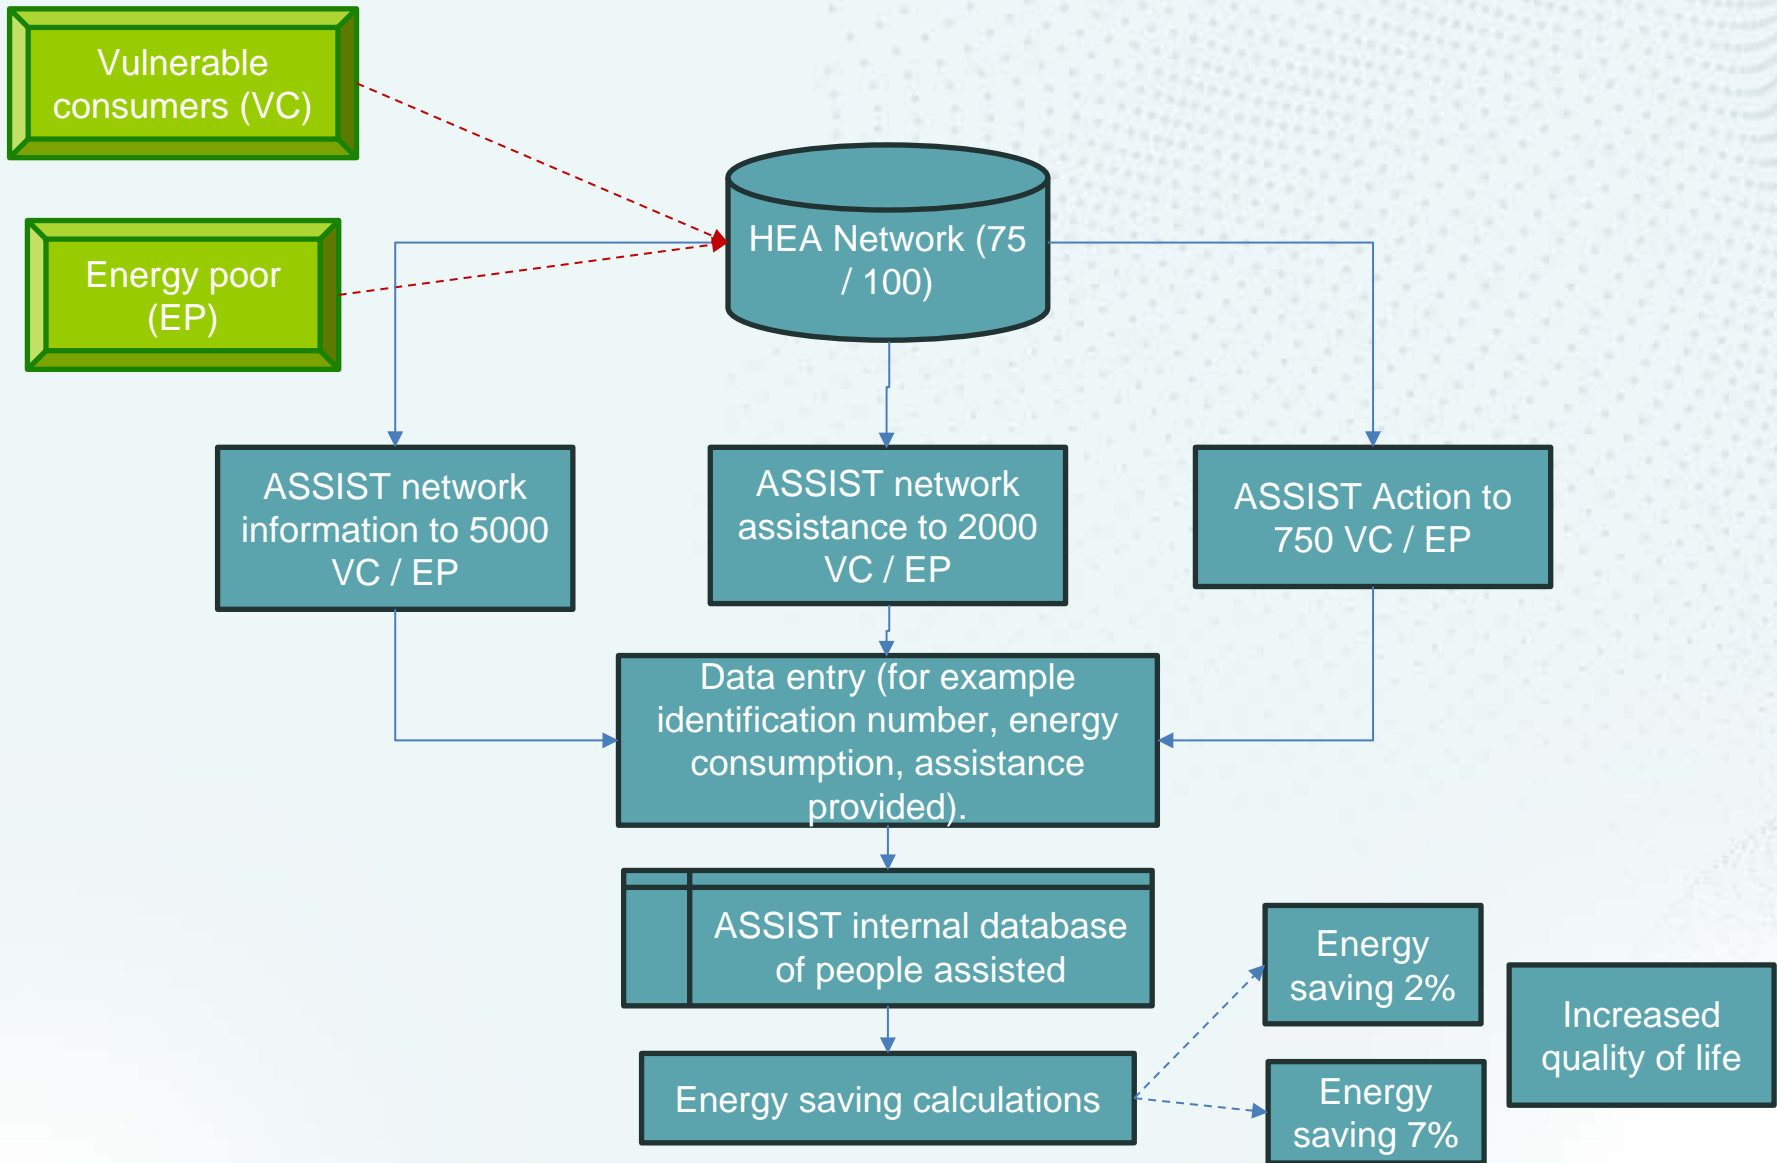 Vulnerable
consumers (VC)
Energy poor
(EP)
HEA Network (75
/ 100)
ASSIST network
information to 5000
VC / EP
ASSIST network
assistance to 2000
VC / EP
ASSIST Action to
750 VC / EP
Data entry (for example
identification number, energy
consumption, assistance
provided).
ASSIST internal database
of people assisted
Energy saving calculations
Energy
saving 2%
Energy
saving 7%
Increased
quality of life